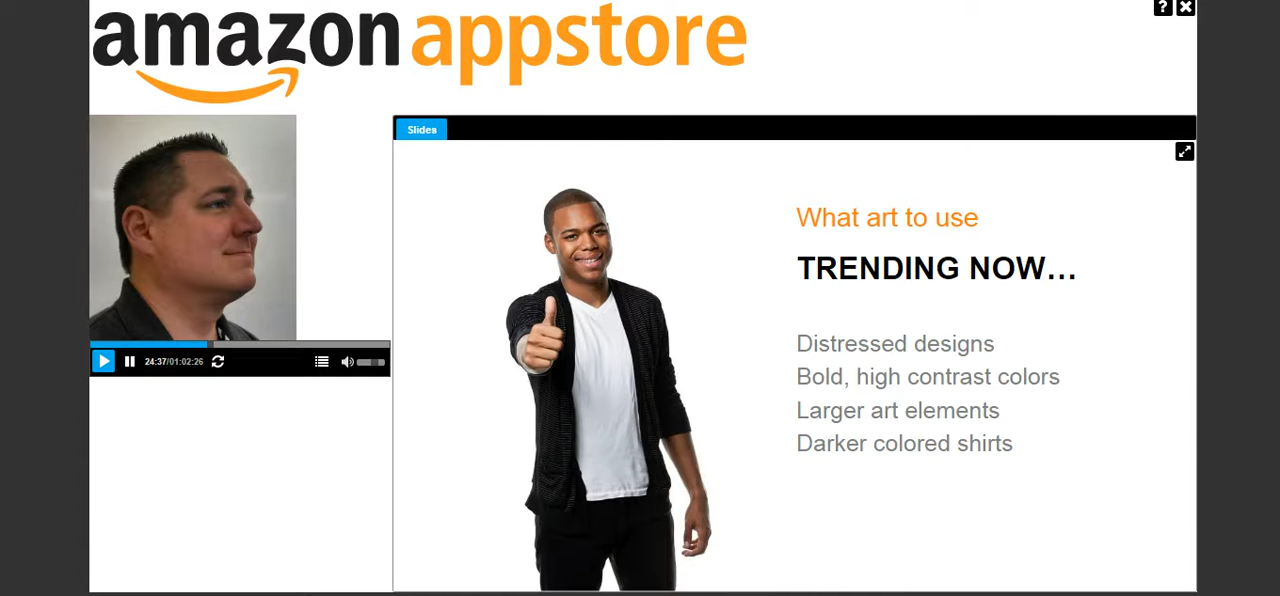 amazon appstore
Slides
What art to use
TRENDING NOW...
Distressed designs
Bold, high contrast colors
Larger art elements
Darker colored shirts
24:37/01:02:26